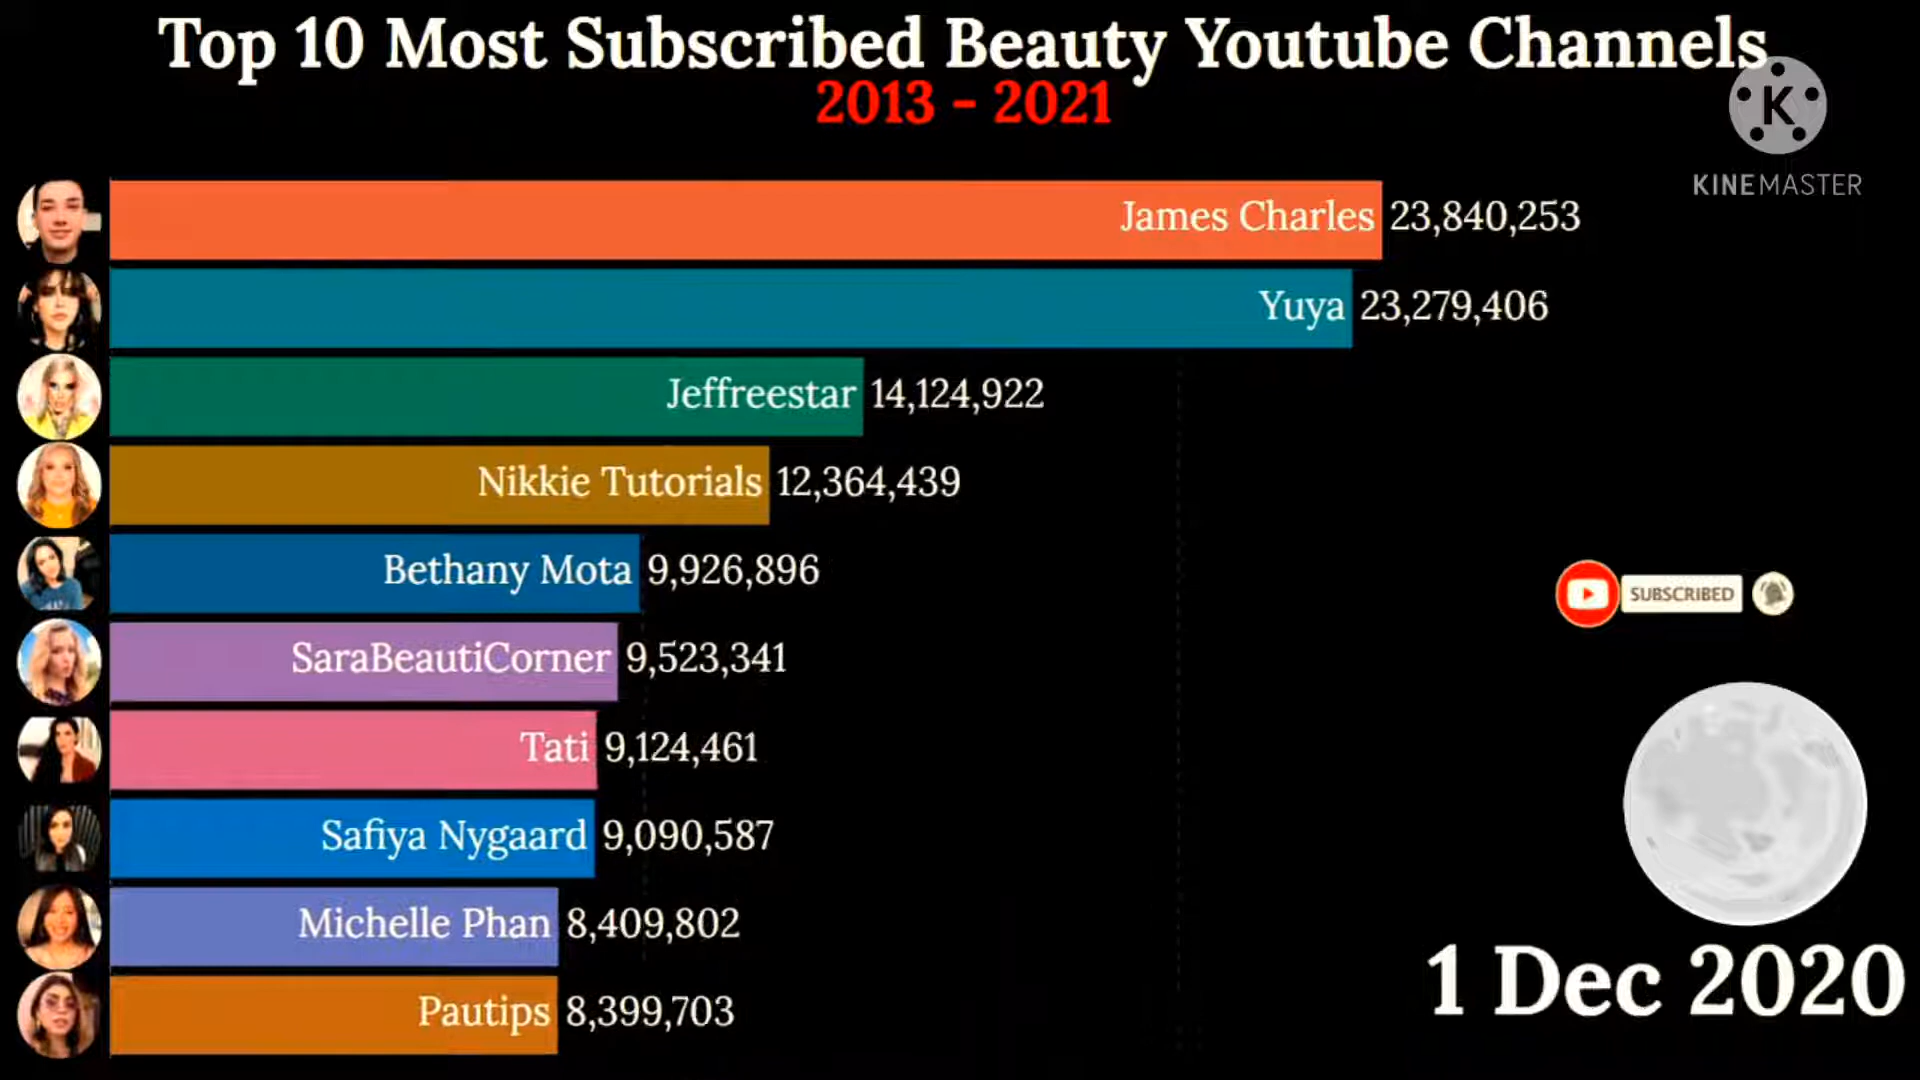 Top 10 Most Subscribed Beauty Youtube Channels
2013 - 2021
K
KINEMASTER
James Charles 23,840,253
Yuya 23,279,406
Jeffreestar 14,124,922
Nikkie Tutorials 12,364,439
Bethany Mota 9,926,896
SUBSCRIBED
SaraBeautiCorner 9,523,341
Tati 9,124,461
Safiya Nygaard 9,090,587
Michelle Phan 8,409,802
Pautips 8,399,703
1 Dec 2020